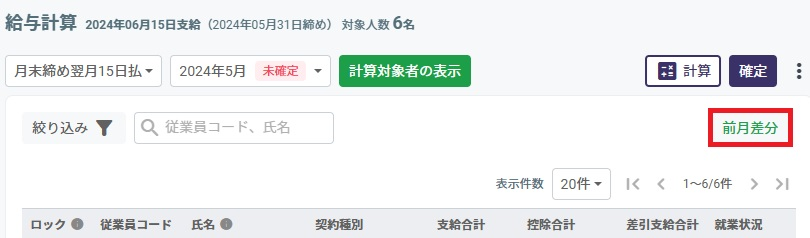 給与計算 2024年06月15日支給（2024年05月31日締め） 対象人数 6名
月末締め翌月15日払 2024年5月 未確定 計算対象者の表示 計算 確定
絞り込み 従業員コード、氏名 前月差分
表示件数 20件 1～6/6件
ロック 従業員コード 氏名 契約種別 支給合計 控除合計 差引支給合計 就業状況